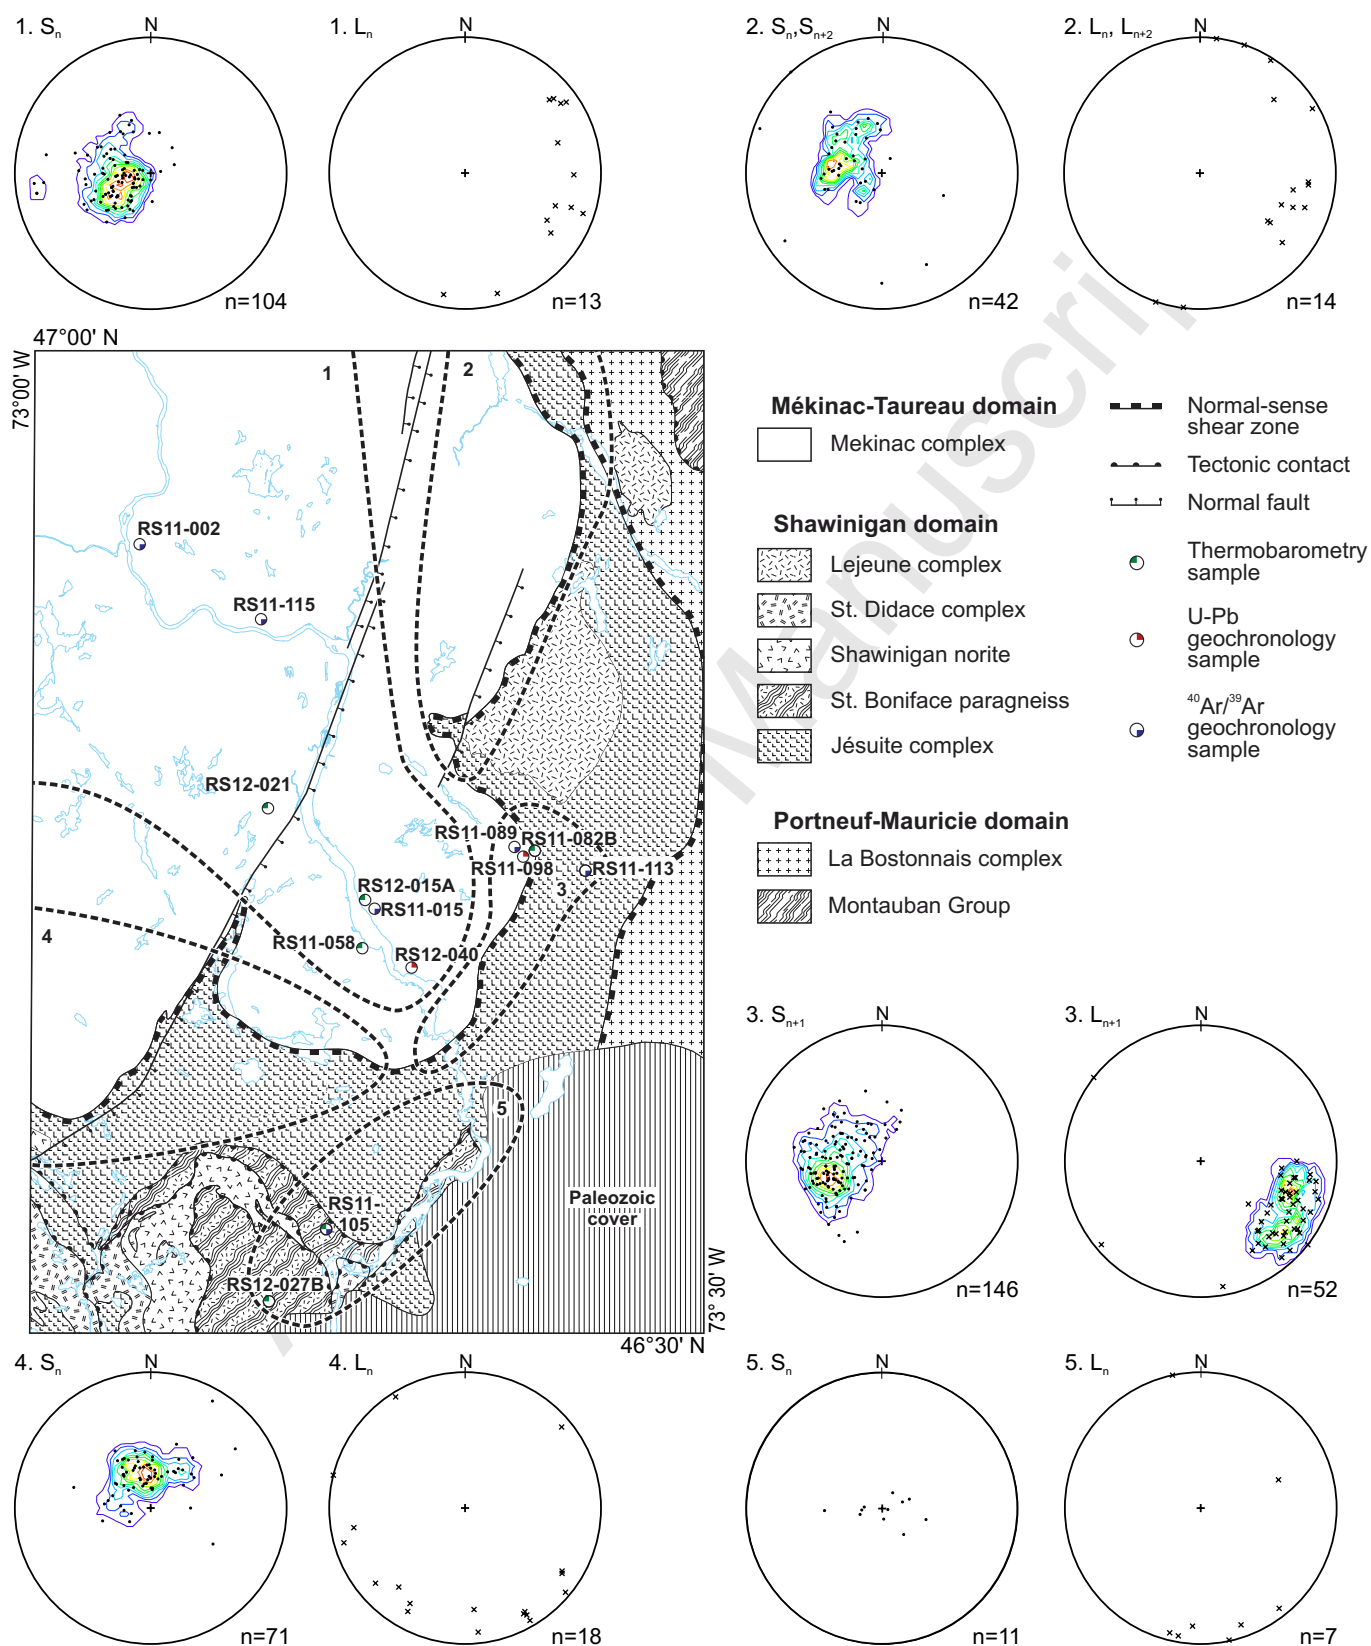 1. Sn
N
1. Ln
N
2. Sn,Sn+2
N
2. Ln, Ln+2
N
n=104
n=13
n=42
n=14
47°00' N
73°00' W
1
2
RS11-002
RS11-115
RS12-021
RS11-089
RS11-082B
RS11-098
RS11-113
3
RS12-015A
RS11-015
RS11-058
RS12-040
4
5
RS11-
105
RS12-027B
Paleozoic
cover
73° 30' W
46°30' N
Mékinac-Taureau domain
Mekinac complex
Shawinigan domain
Lejeune complex
St. Didace complex
Shawinigan norite
St. Boniface paragneiss
Jésuite complex
Portneuf-Mauricie domain
La Bostonnais complex
Montauban Group
Normal-sense
shear zone
Tectonic contact
Normal fault
Thermobarometry
sample
U-Pb
geochronology
sample
40Ar/39Ar
geochronology
sample
Manuscrip
3. Sn+1
N
3. Ln+1
N
n=146
n=52
4. Sn
N
4. Ln
N
5. Sn
N
5. Ln
N
n=71
n=18
n=11
n=7